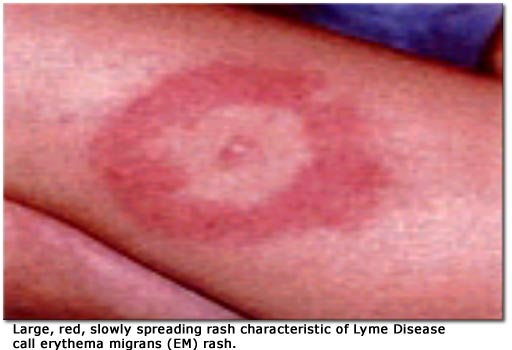 Large, red, slowly spreading rash characteristic of Lyme Disease
call erythema migrans (EM) rash.